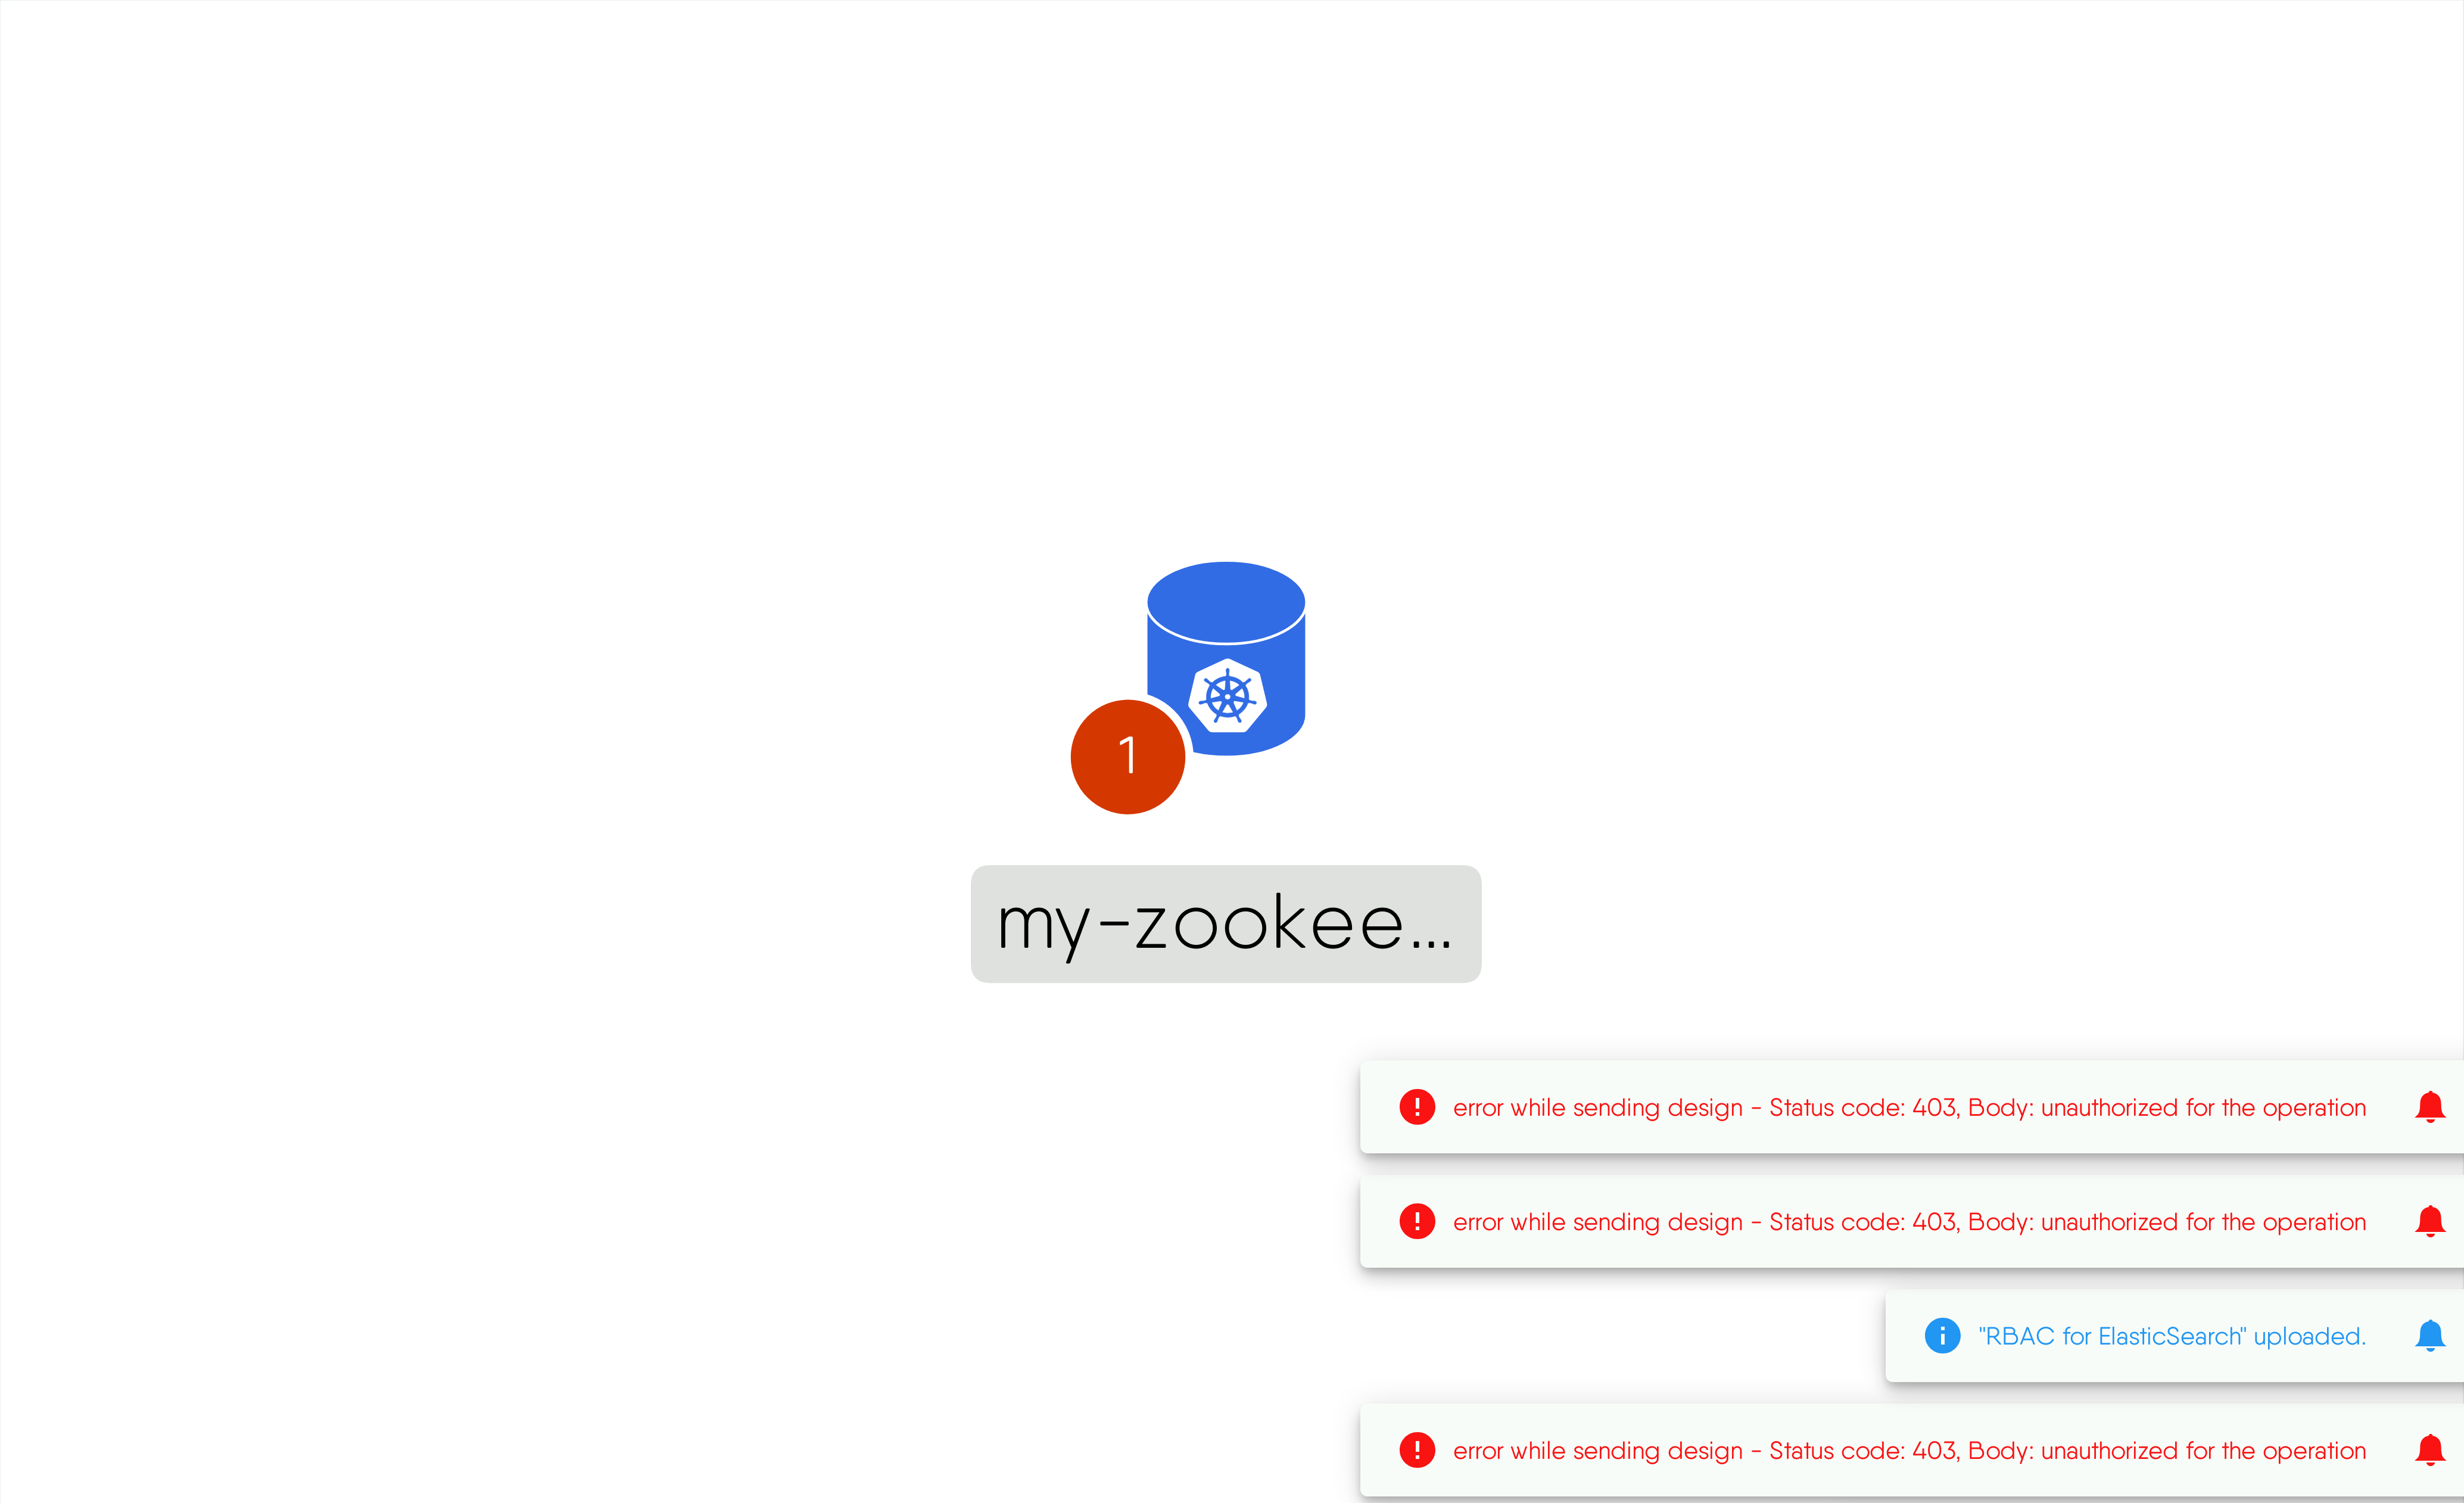 1
my-zookee...
error while sending design - Status code: 403, Body: unauthorized for the operation
error while sending design - Status code: 403, Body: unauthorized for the operation
"RBAC for ElasticSearch" uploaded.
error while sending design - Status code: 403, Body: unauthorized for the operation